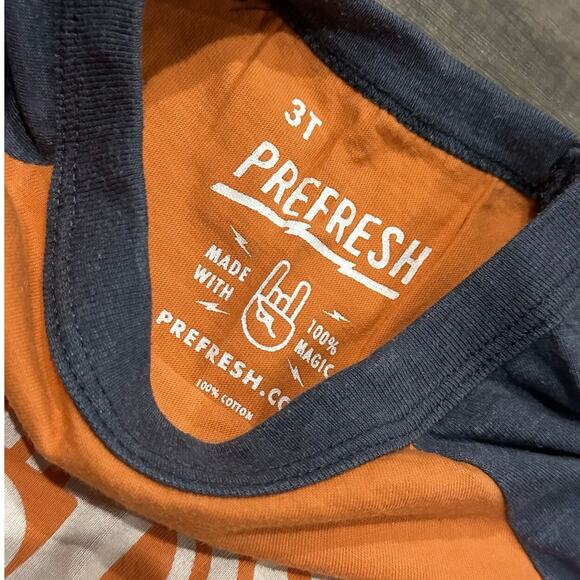 3T
PREFRESH
MADE WITH
100% MAGIC
PREFRESH.CO
100% COTTON